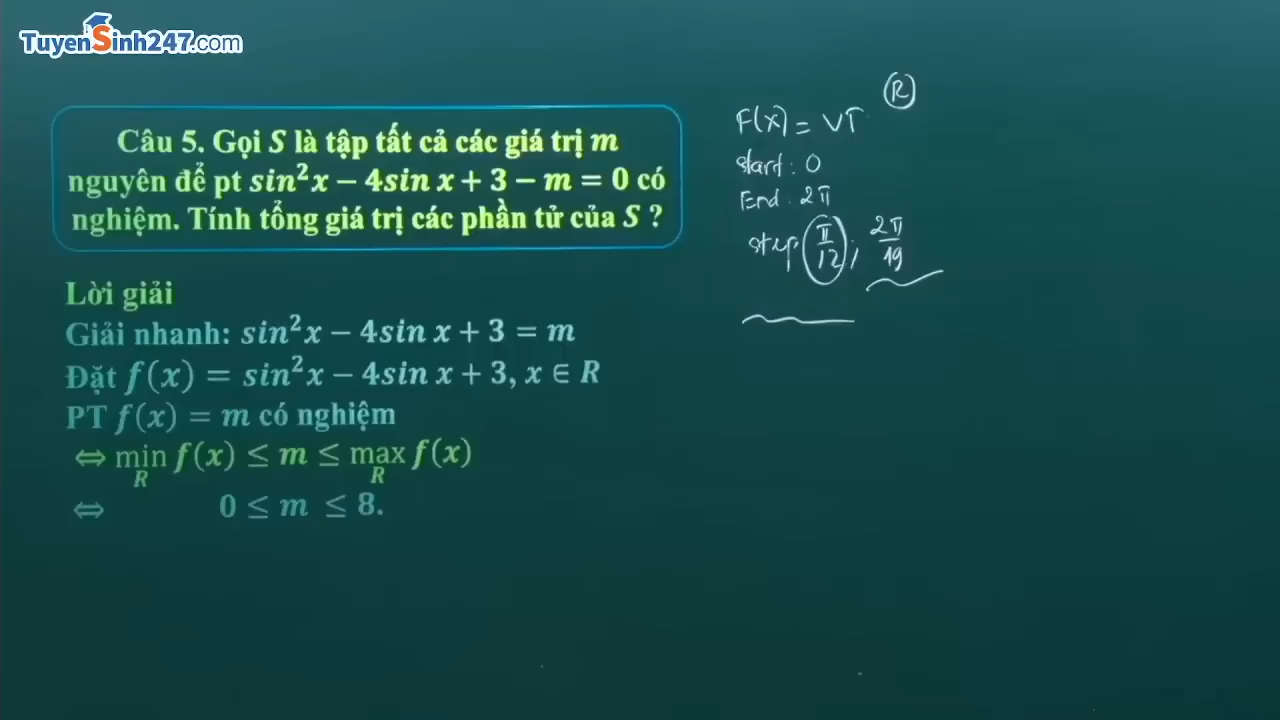 TuyenSinh247.com
Câu 5. Gọi S là tập tất cả các giá trị m
nguyên để pt sin²x − 4sin x + 3 − m = 0 có
nghiệm. Tính tổng giá trị các phần tử của S ?
Lời giải
Giải nhanh: sin²x − 4sin x + 3 = m
Đặt f(x) = sin²x − 4sin x + 3, x ∈ R
PT f(x) = m có nghiệm
⇔ min f(x) ≤ m ≤ max f(x)
R R
⇔ 0 ≤ m ≤ 8.
R
F(x) = VT
start: 0
End: 2π
step π/12; 2π/19